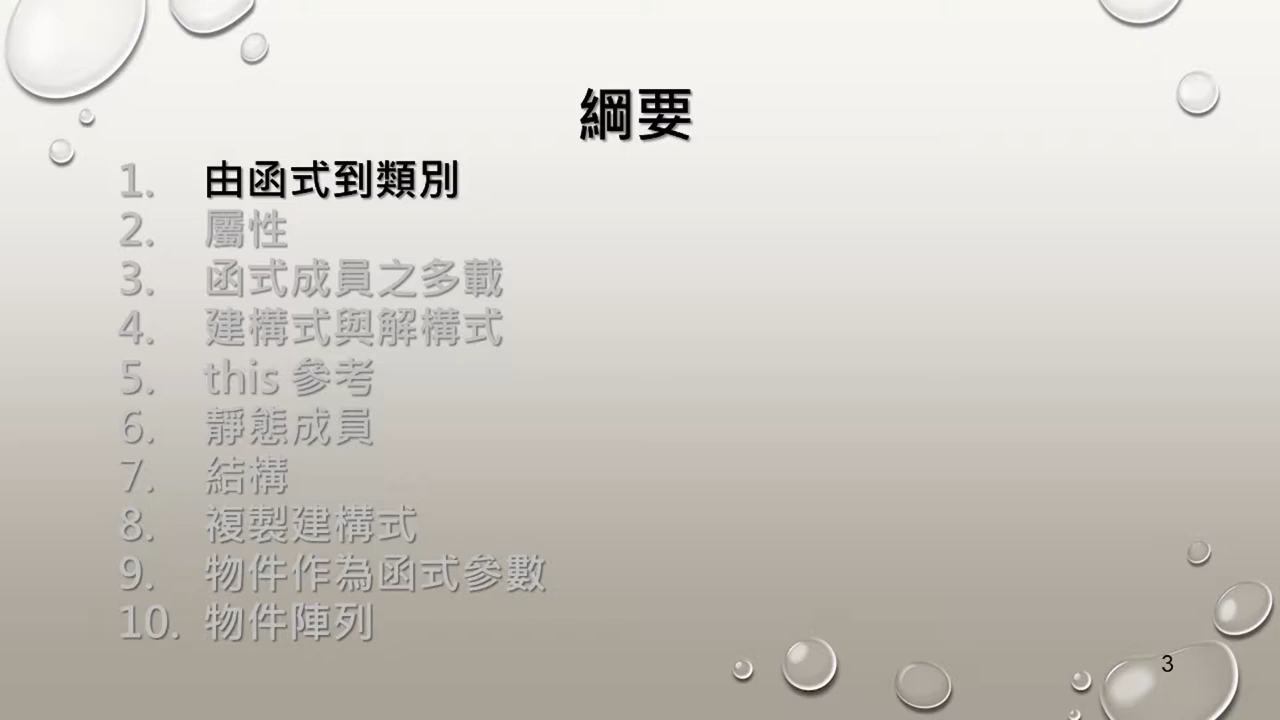 綱要
1. 由函式到類別
2. 屬性
3. 函式成員之多載
4. 建構式與解構式
5. this 參考
6. 靜態成員
7. 結構
8. 複製建構式
9. 物件作為函式參數
10. 物件陣列
3